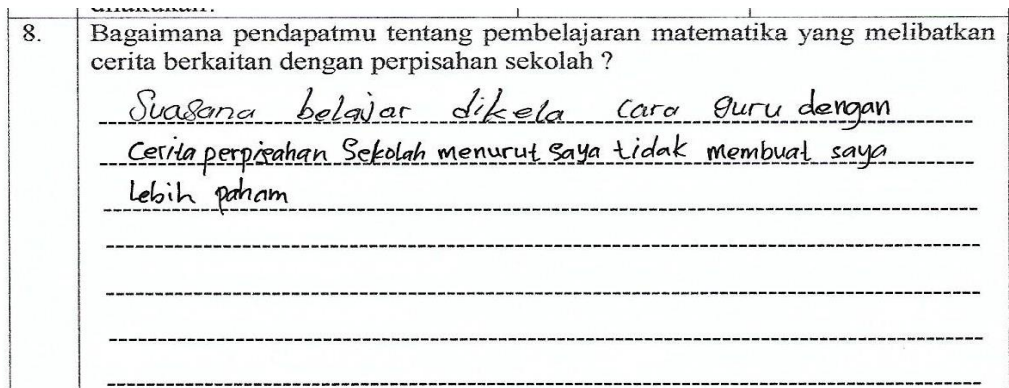 8. Bagaimana pendapatmu tentang pembelajaran matematika yang melibatkan
cerita berkaitan dengan perpisahan sekolah ?
Suasana belajar dikela cara guru dengan
Cerita perpisahan Sekolah menurut saya tidak membuat saya
Lebih paham